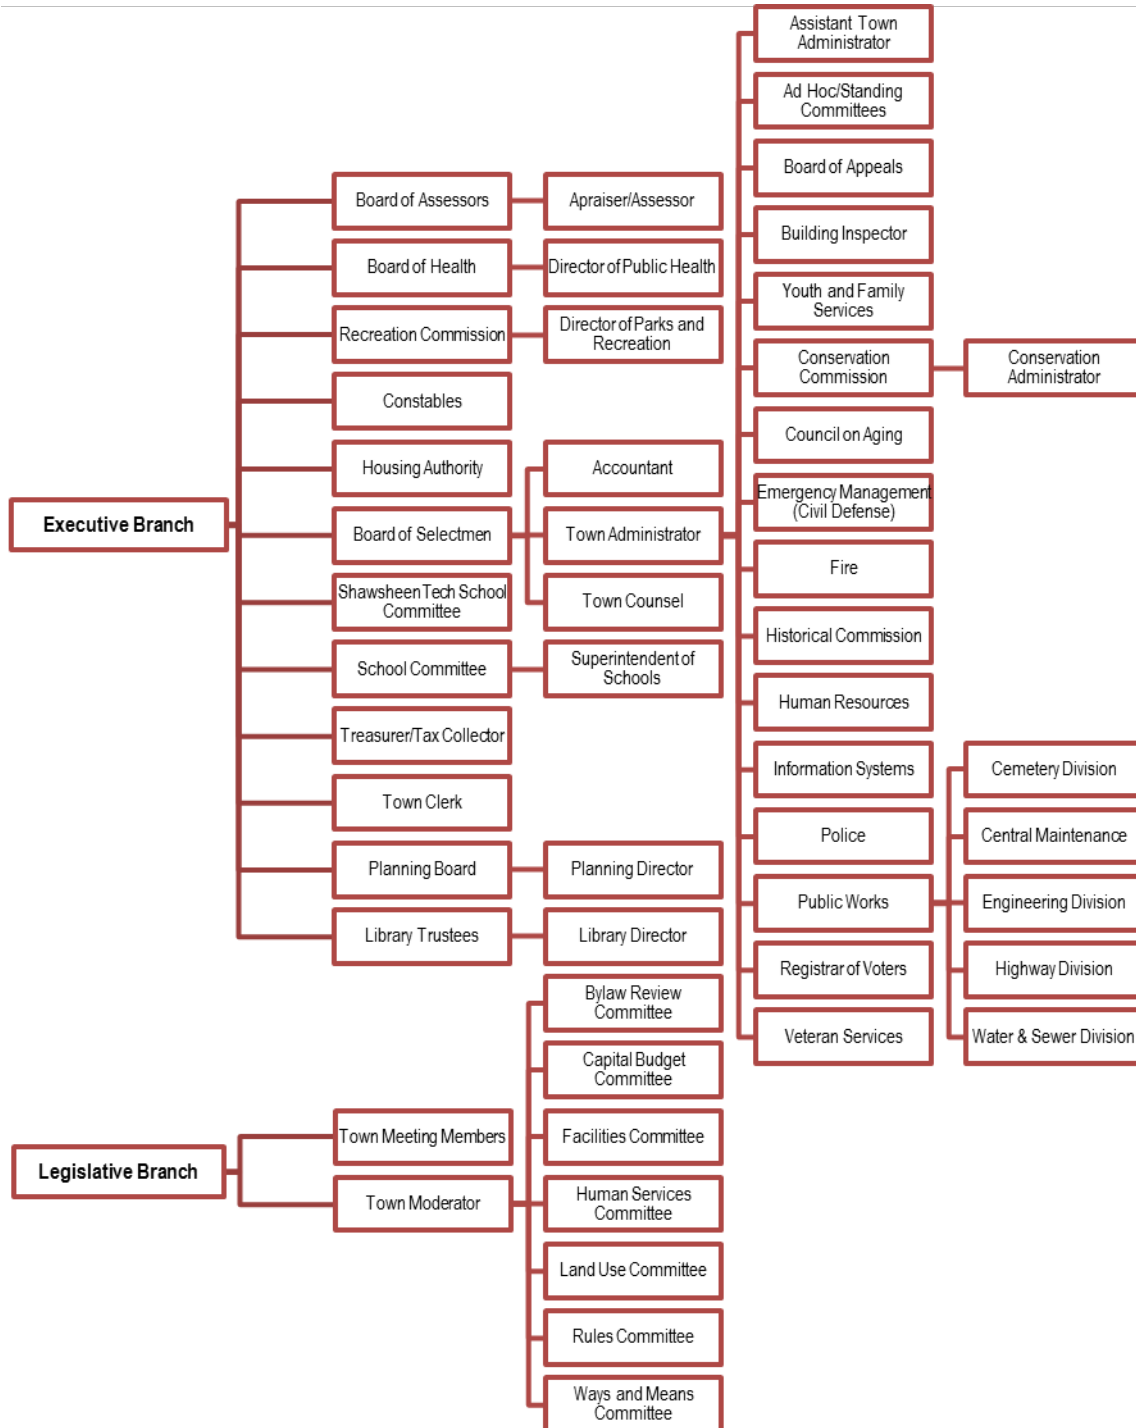 Assistant Town
Administrator
Ad Hoc/Standing
Committees
Board of Appeals
Board of Assessors
Apraiser/Assessor
Building Inspector
Board of Health
Director of Public Health
Youth and Family
Services
Recreation Commission
Director of Parks and
Recreation
Conservation
Commission
Conservation
Administrator
Constables
Council on Aging
Housing Authority
Accountant
Emergency Management
(Civil Defense)
Executive Branch
Board of Selectmen
Town Administrator
Fire
Shawsheen Tech School
Committee
Town Counsel
Historical Commission
School Committee
Superintendent of
Schools
Human Resources
Treasurer/Tax Collector
Information Systems
Cemetery Division
Town Clerk
Police
Central Maintenance
Planning Board
Planning Director
Public Works
Engineering Division
Library Trustees
Library Director
Registrar of Voters
Highway Division
Bylaw Review
Committee
Veteran Services
Water & Sewer Division
Capital Budget
Committee
Town Meeting Members
Facilities Committee
Legislative Branch
Town Moderator
Human Services
Committee
Land Use Committee
Rules Committee
Ways and Means
Committee